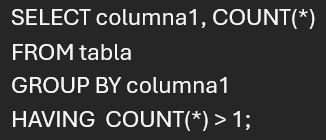 SELECT columna1, COUNT(*)
FROM tabla
GROUP BY columna1
HAVING  COUNT(*) > 1;